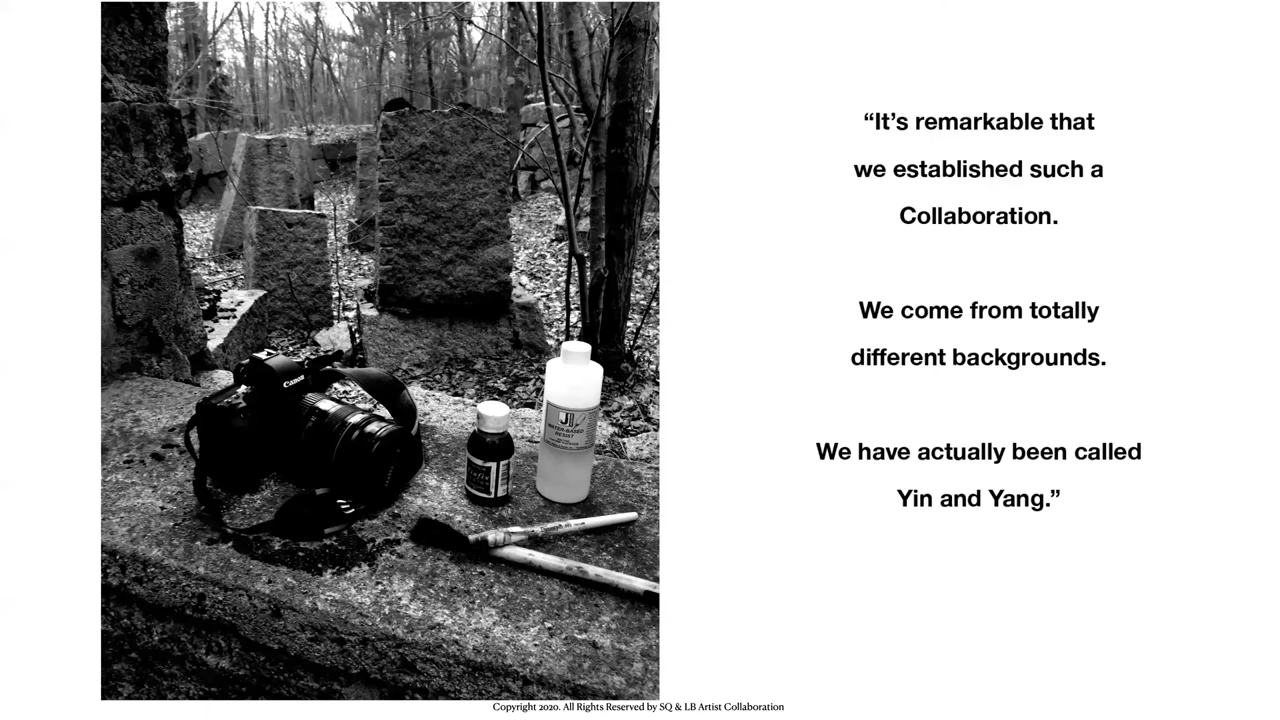 “It’s remarkable that
we established such a
Collaboration.
We come from totally
different backgrounds.
We have actually been called
Yin and Yang.”
Canon
WATER-BASED
RESIST
Copyright 2020. All Rights Reserved by SQ & LB Artist Collaboration